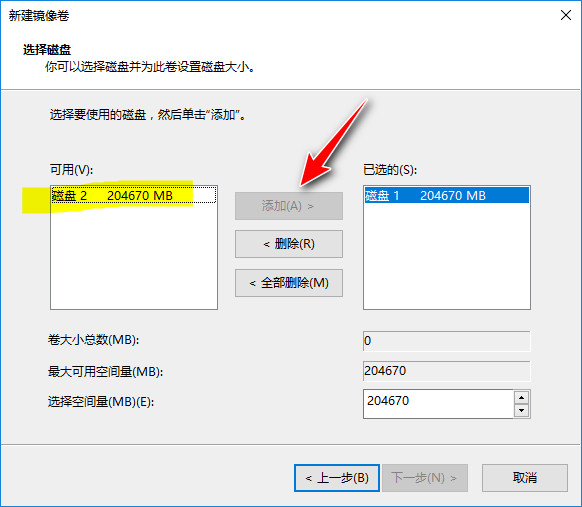 新建镜像卷
选择磁盘
你可以选择磁盘并为此卷设置磁盘大小。
选择要使用的磁盘，然后单击“添加”。
可用(V):
已选的(S):
磁盘 2 204670 MB
添加(A) >
磁盘 1 204670 MB
< 删除(R)
< 全部删除(M)
卷大小总数(MB):
0
最大可用空间量(MB):
204670
选择空间量(MB)(E):
204670
< 上一步(B)
下一步(N) >
取消